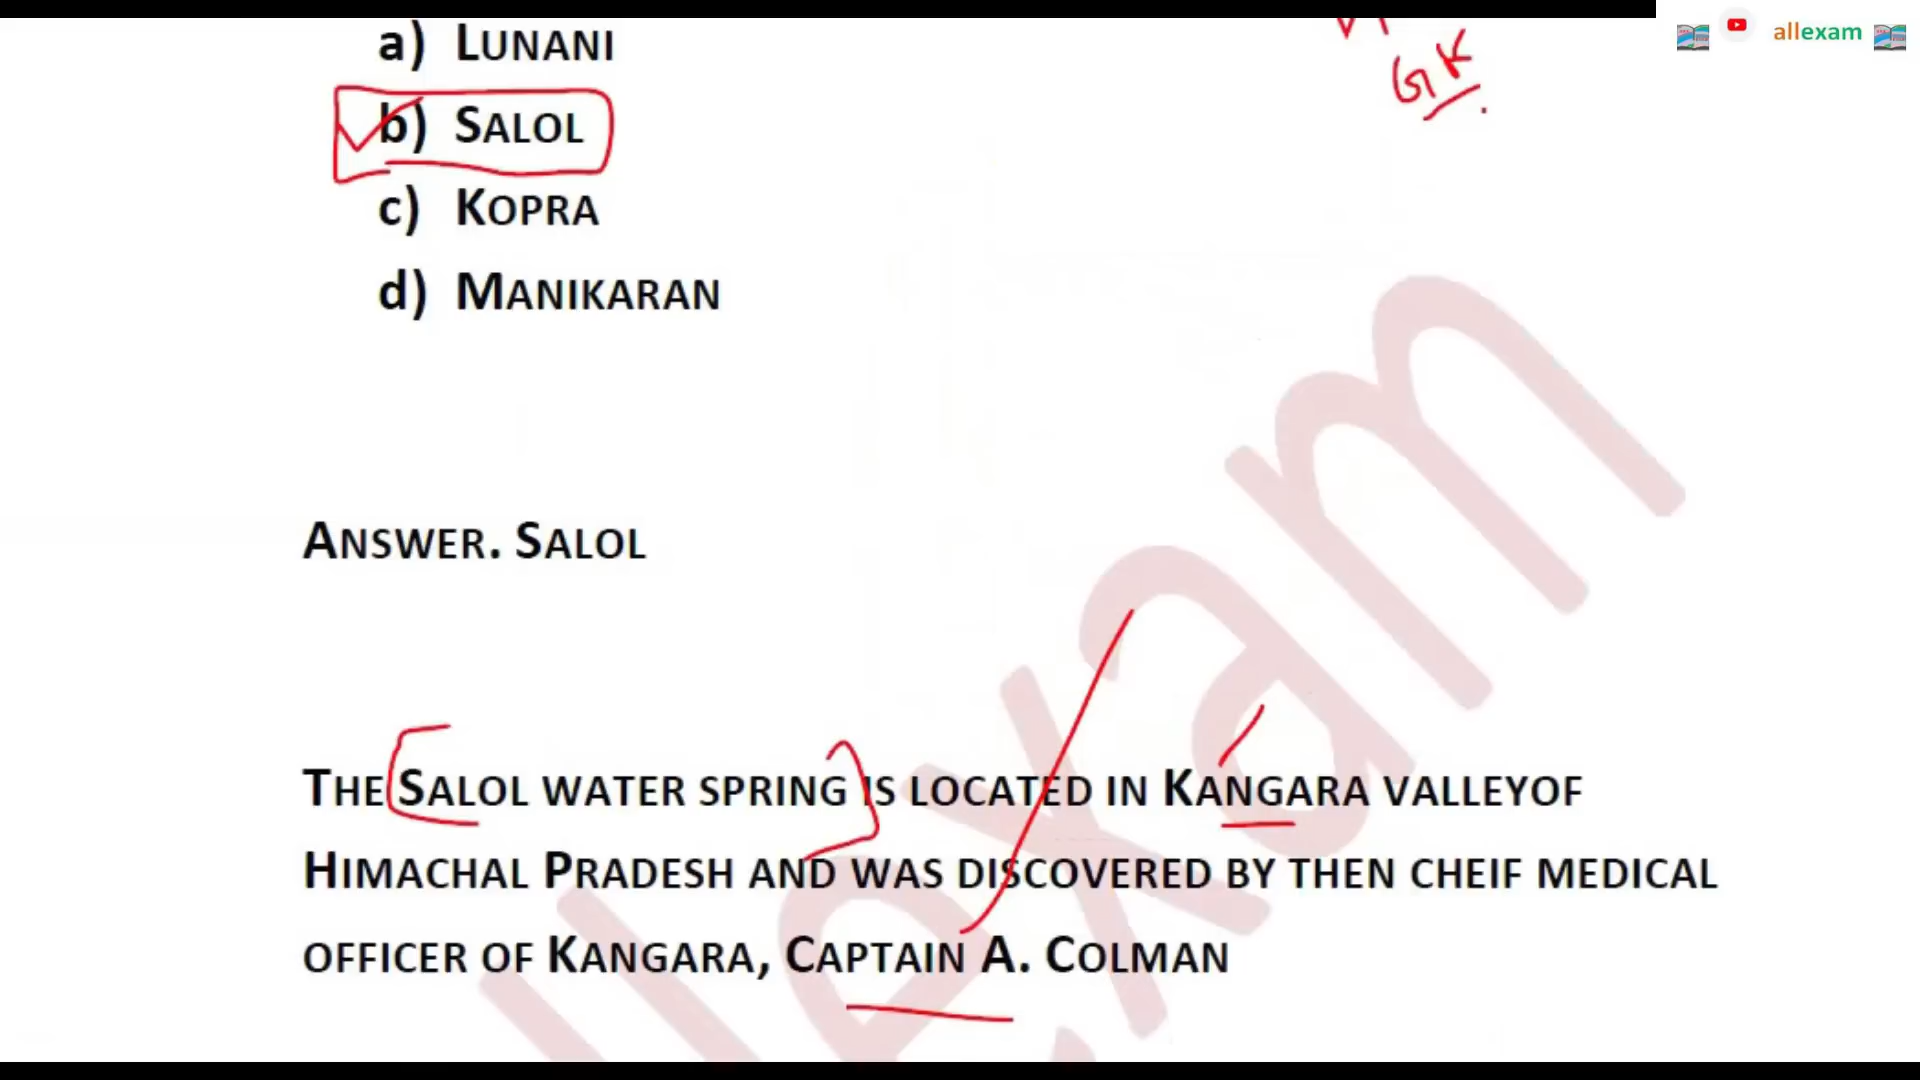 allexam
GK
a) LUNANI
b) SALOL
c) KOPRA
d) MANIKARAN
ANSWER. SALOL
THE SALOL WATER SPRING IS LOCATED IN KANGARA VALLEYOF
HIMACHAL PRADESH AND WAS DISCOVERED BY THEN CHEIF MEDICAL
OFFICER OF KANGARA, CAPTAIN A. COLMAN